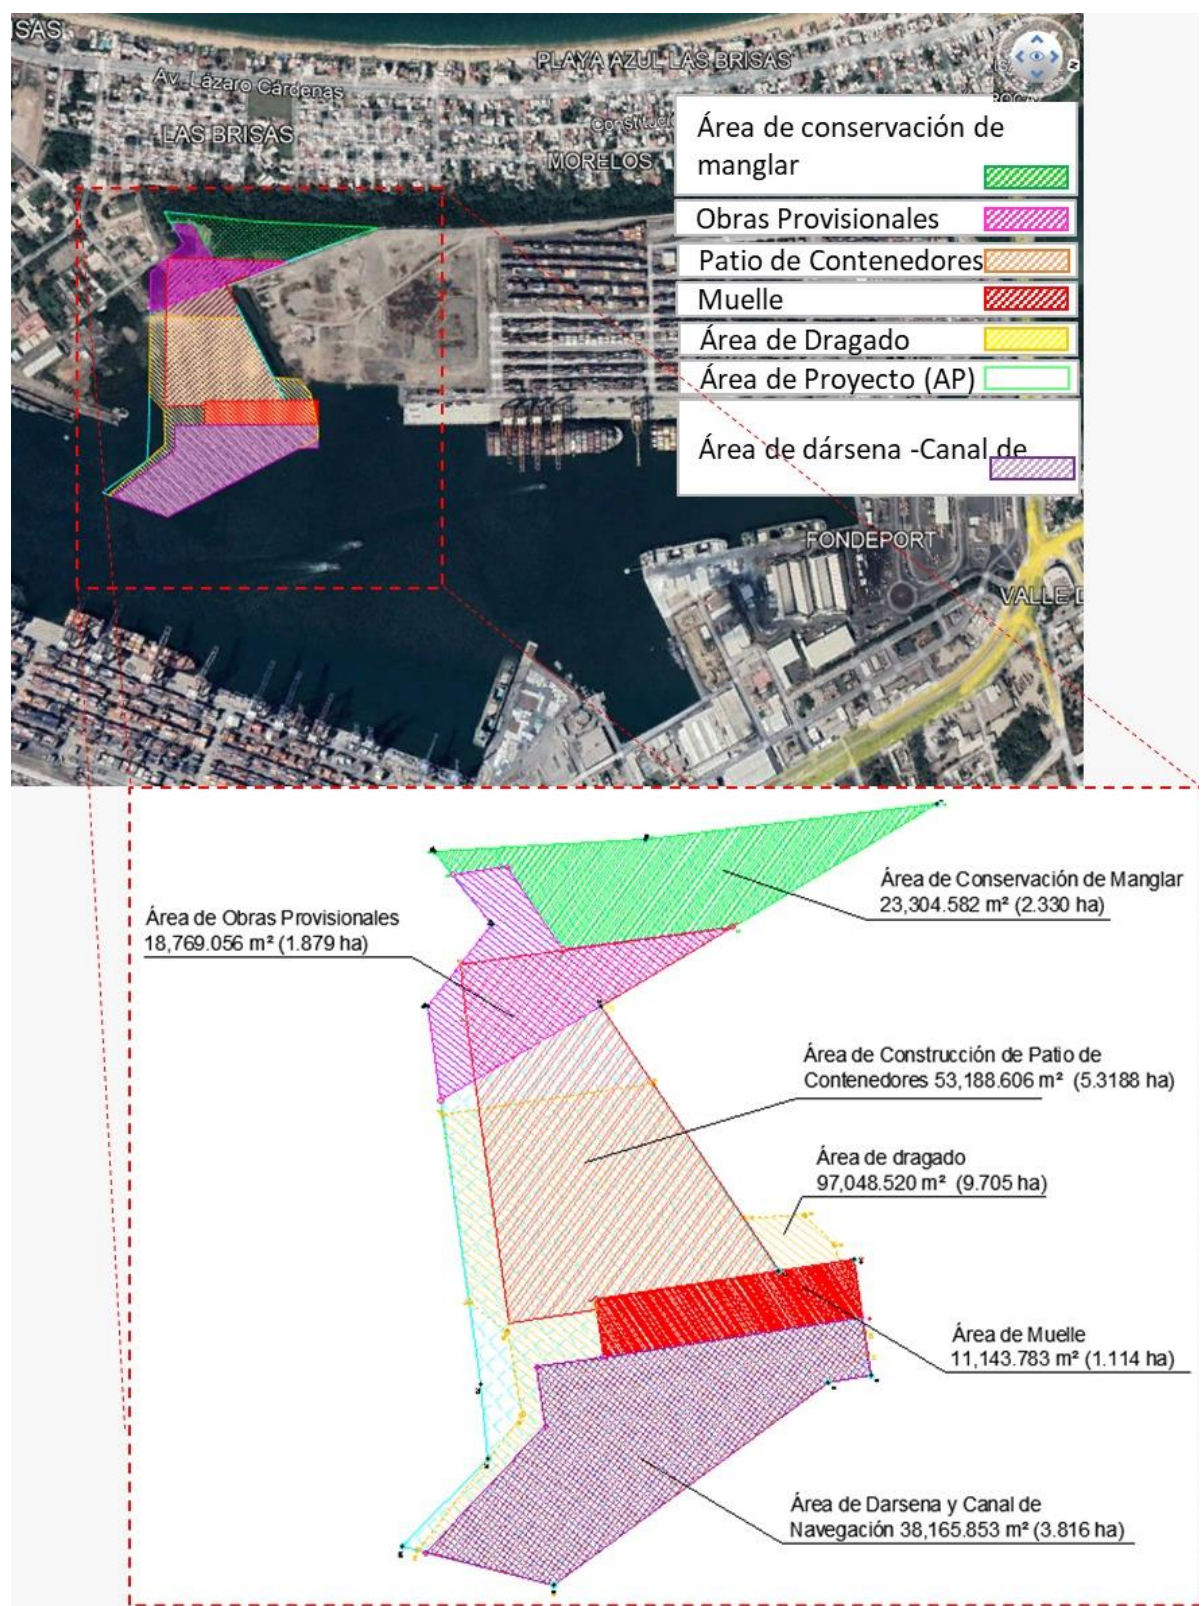 SAS
PLAYA AZUL LAS BRISAS
Av. Lázaro Cárdenas
LAS BRISAS
MORELOS
Área de conservación de
manglar
Obras Provisionales
Patio de Contenedores
Muelle
Área de Dragado
Área de Proyecto (AP)
Área de dársena -Canal de
FONDEPORT
VALLE D
Área de Conservación de Manglar
23,304.582 m² (2.330 ha)
Área de Obras Provisionales
18,769.056 m² (1.879 ha)
Área de Construcción de Patio de
Contenedores 53,188.606 m² (5.3188 ha)
Área de dragado
97,048.520 m² (9.705 ha)
Área de Muelle
11,143.783 m² (1.114 ha)
Área de Darsena y Canal de
Navegación 38,165.853 m² (3.816 ha)